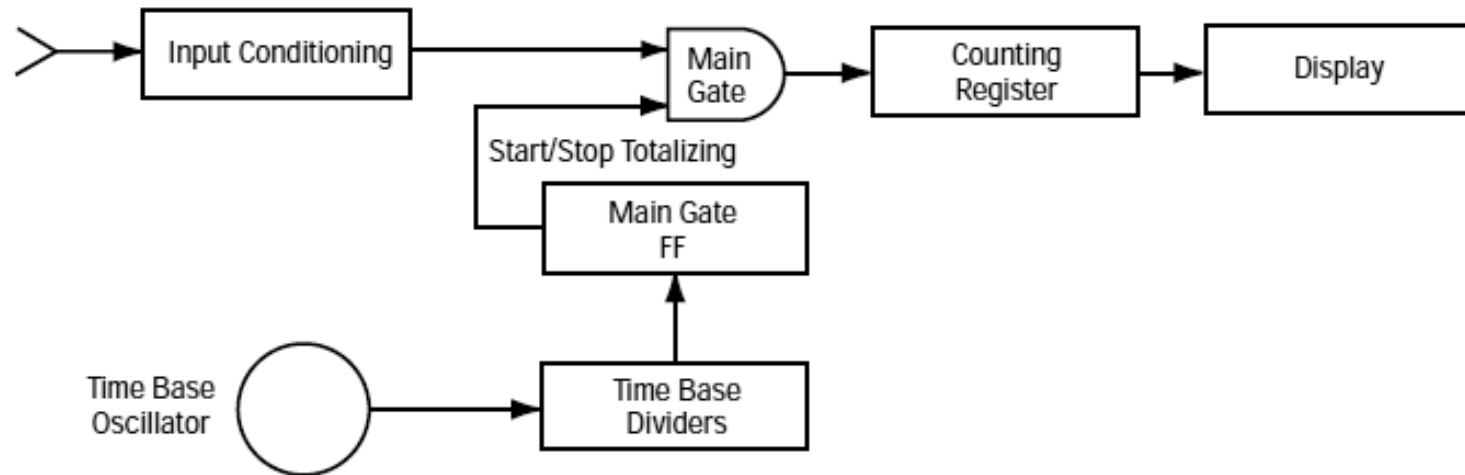 Input Conditioning
Main
Gate
Counting
Register
Display
Start/Stop Totalizing
Main Gate
FF
Time Base
Oscillator
Time Base
Dividers